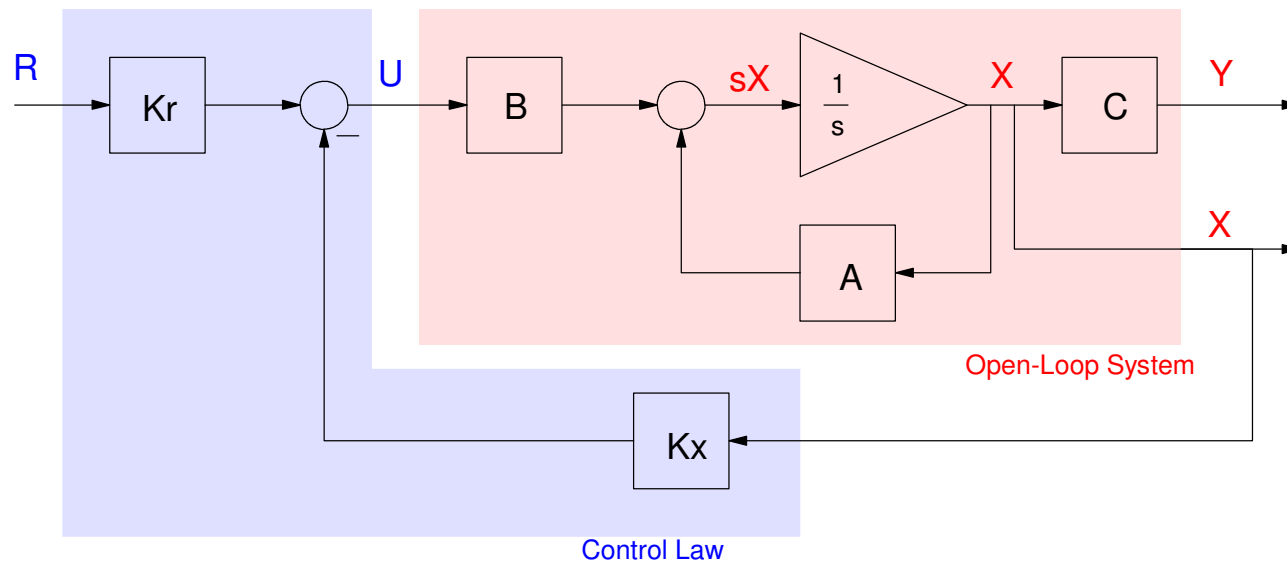 R
Kr
U
B
sX
1
s
X
C
Y
X
A
Open-Loop System
Kx
Control Law